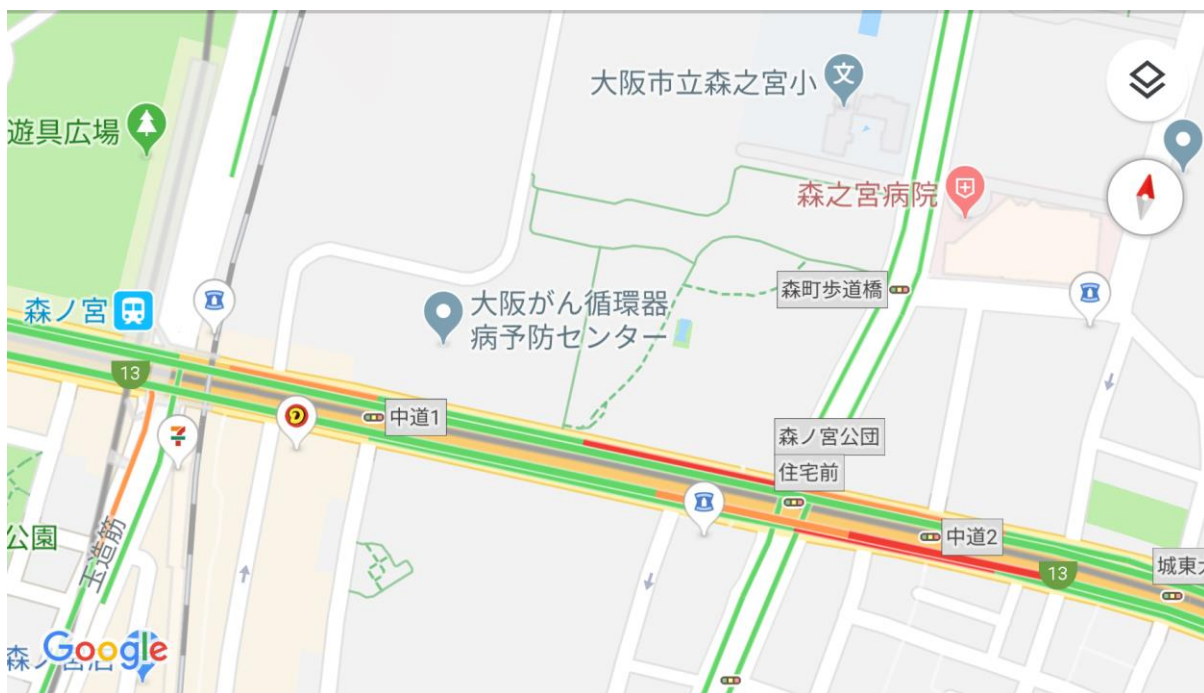 大阪市立森之宮小
文
遊具広場
森之宮病院
森町歩道橋
大阪がん循環器
病予防センター
森ノ宮
13
中道1
森ノ宮公団
住宅前
7
中道2
13
城東
公園
玉造筋
Google